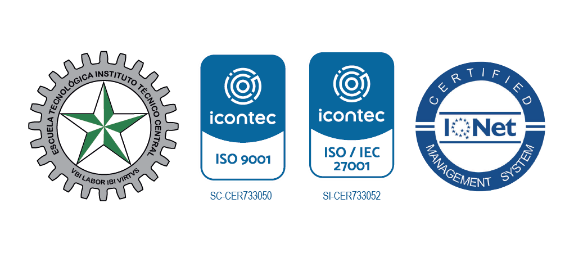 ESCUELA TECNOLÓGICA INSTITUTO TÉCNICO CENTRAL
VBI LABOR IBI VIRTVS
icontec
ISO 9001
SC-CER733050
icontec
ISO / IEC
27001
SI-CER733052
CERTIFIED
IQNet
MANAGEMENT SYSTEM